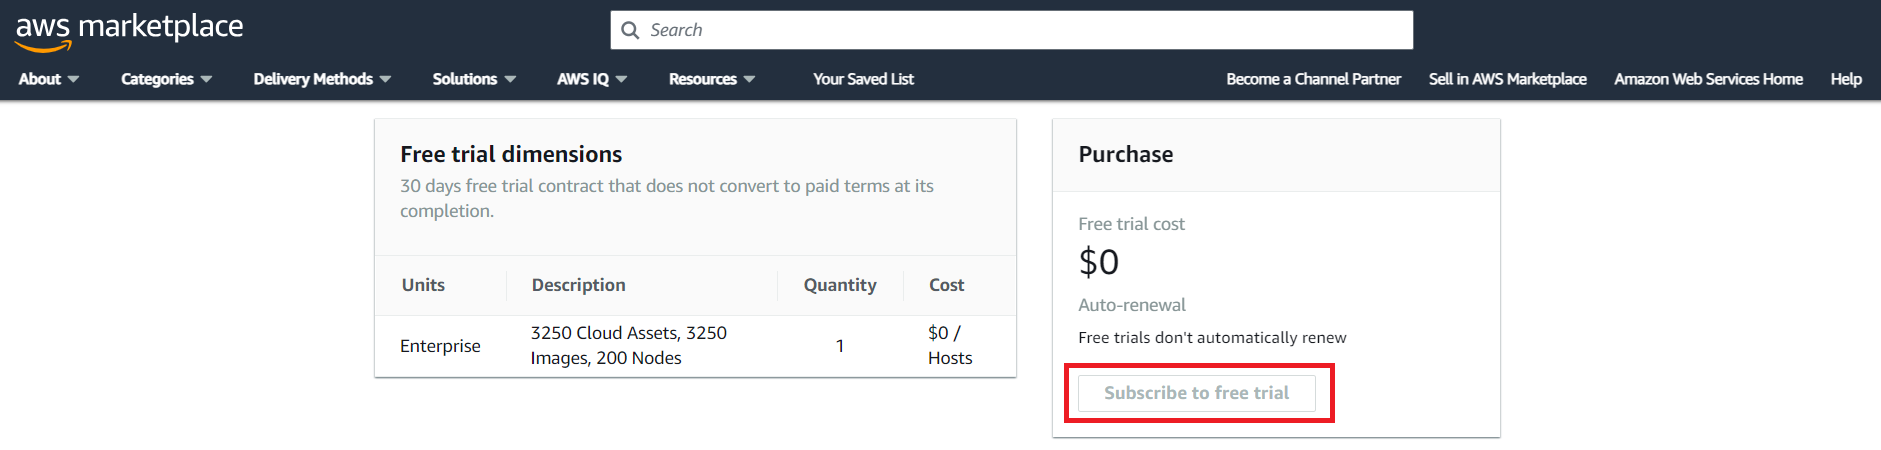 aws marketplace
Search
About
Categories
Delivery Methods
Solutions
AWS IQ
Resources
Your Saved List
Become a Channel Partner
Sell in AWS Marketplace
Amazon Web Services Home
Help
Free trial dimensions
30 days free trial contract that does not convert to paid terms at its
completion.
Units Description Quantity Cost
Enterprise
3250 Cloud Assets, 3250
Images, 200 Nodes
1
$0 /
Hosts
Purchase
Free trial cost
$0
Auto-renewal
Free trials don't automatically renew
Subscribe to free trial